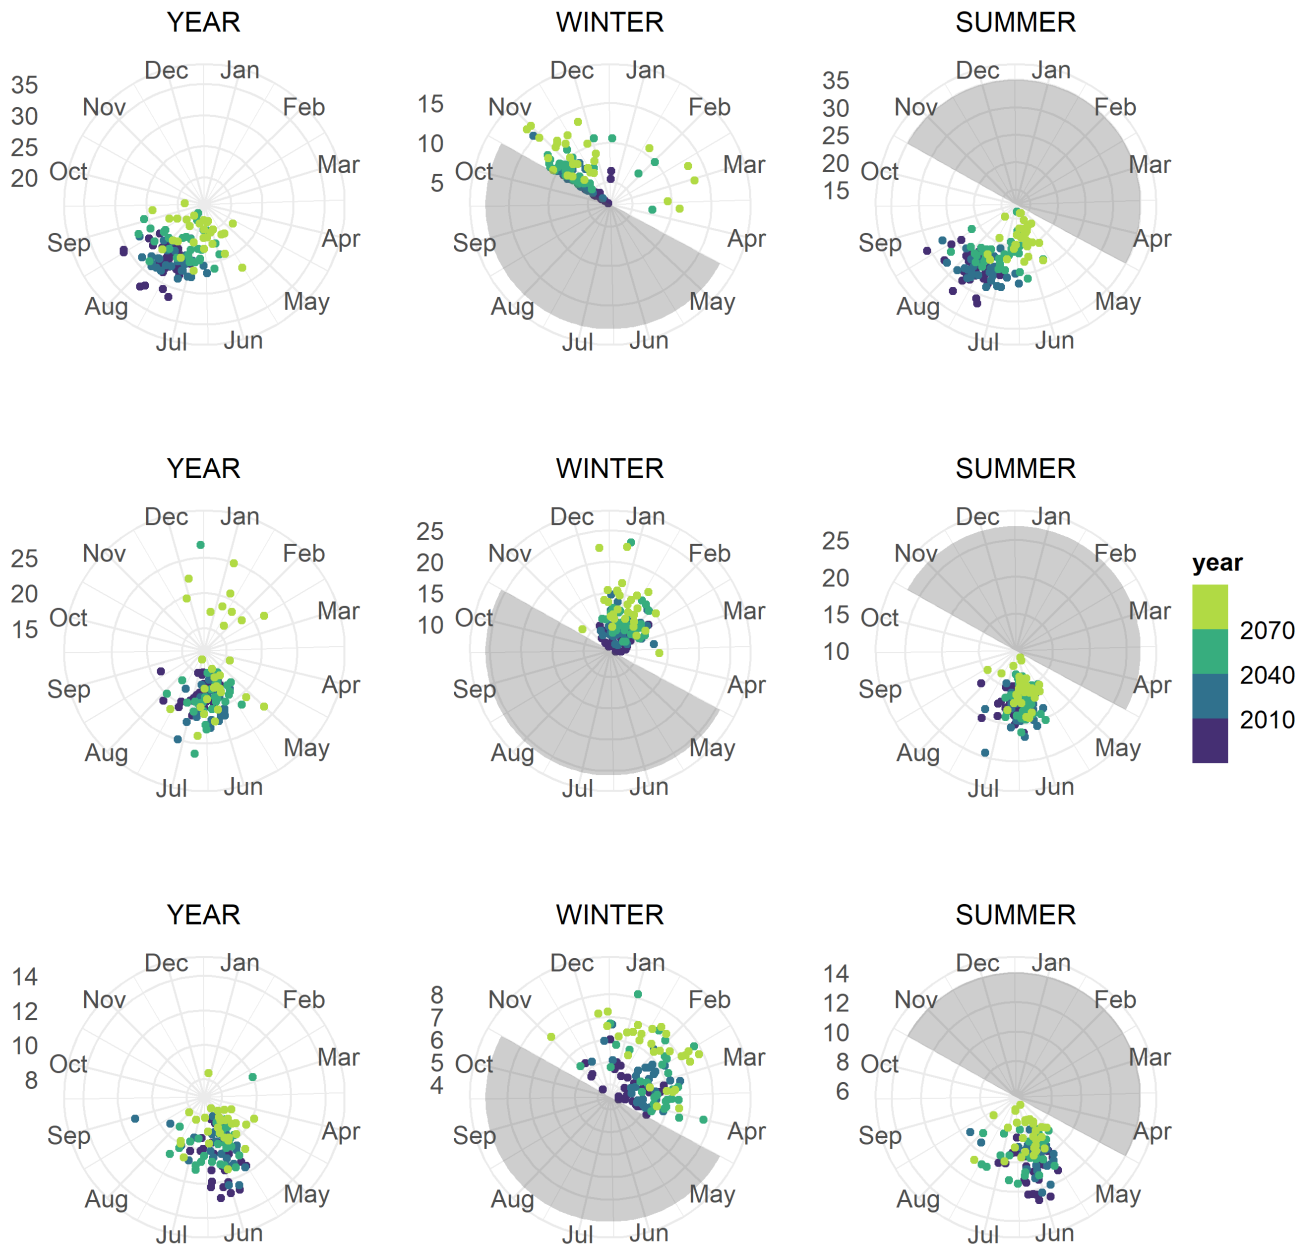 YEAR WINTER SUMMER
Dec Jan Dec Jan Dec Jan
35 Nov Feb 15 Nov Feb 35 Nov Feb
30 10 30
25 25
20 Oct Mar 5 Oct Mar 20 Oct Mar
15
Sep Apr Sep Apr Sep Apr
Aug May Aug May Aug May
Jul Jun Jul Jun Jul Jun
YEAR WINTER SUMMER
Dec Jan Dec Jan Dec Jan
25 Nov Feb 25 Nov Feb 25 Nov Feb
20 20 20
15 Oct Mar 15 Oct Mar 15 Oct Mar
10 10
Sep Apr Sep Apr Sep Apr
Aug May Aug May Aug May
Jul Jun Jul Jun Jul Jun
year
2070
2040
2010
YEAR WINTER SUMMER
Dec Jan Dec Jan Dec Jan
14 Nov Feb 8 Nov Feb 14 Nov Feb
12 7 12
10 6 10
8 Oct Mar 5 Oct Mar 8 Oct Mar
4 6
Sep Apr Sep Apr Sep Apr
Aug May Aug May Aug May
Jul Jun Jul Jun Jul Jun